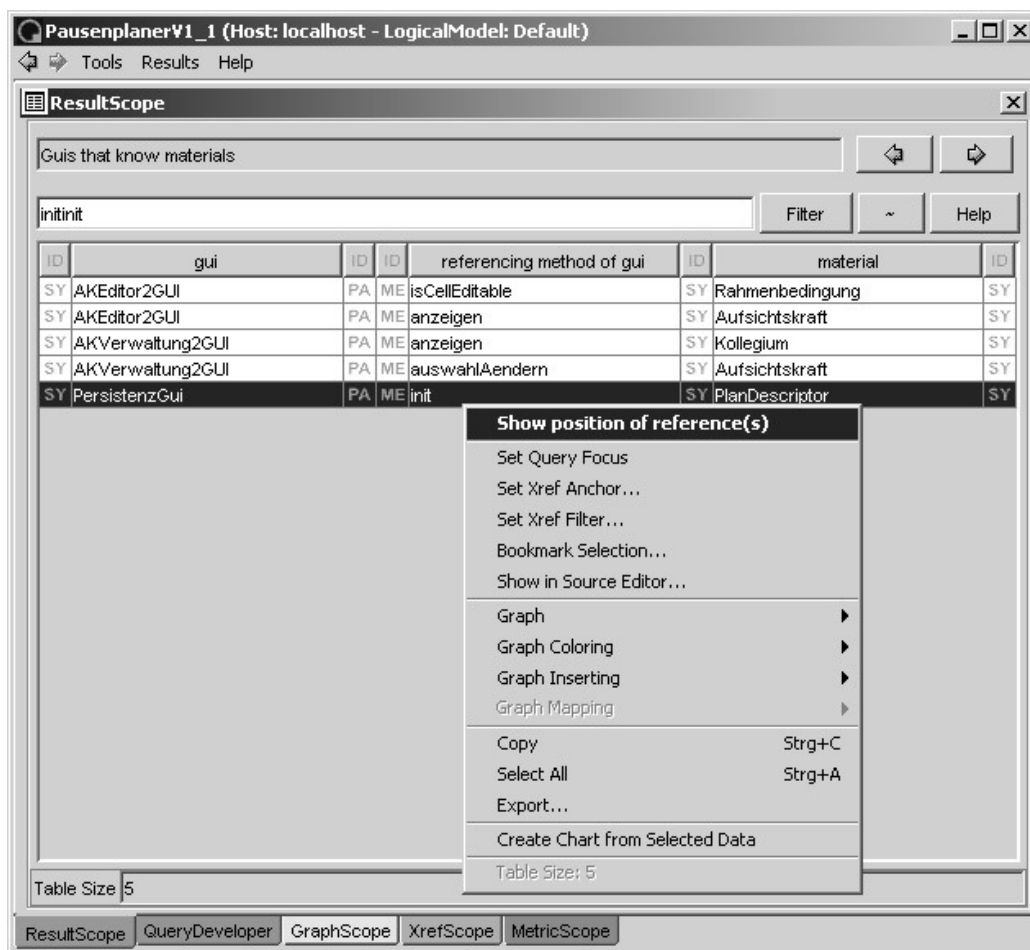 PausenplanerV1_1 (Host: localhost - LogicalModel: Default)
Tools Results Help
ResultScope
Guis that know materials
initinit Filter ~ Help
ID gui ID ID referencing method of gui ID material ID
SY AKEditor2GUI PA ME isCellEditable SY Rahmenbedingung SY
SY AKEditor2GUI PA ME anzeigen SY Aufsichtskraft SY
SY AKVerwaltung2GUI PA ME anzeigen SY Kollegium SY
SY AKVerwaltung2GUI PA ME auswahlAendern SY Aufsichtskraft SY
SY PersistenzGui PA ME init SY PlanDescriptor SY
Show position of reference(s)
Set Query Focus
Set Xref Anchor...
Set Xref Filter...
Bookmark Selection...
Show in Source Editor...
Graph
Graph Coloring
Graph Inserting
Graph Mapping
Copy Strg+C
Select All Strg+A
Export...
Create Chart from Selected Data
Table Size: 5
Table Size 5
ResultScope QueryDeveloper GraphScope XrefScope MetricScope